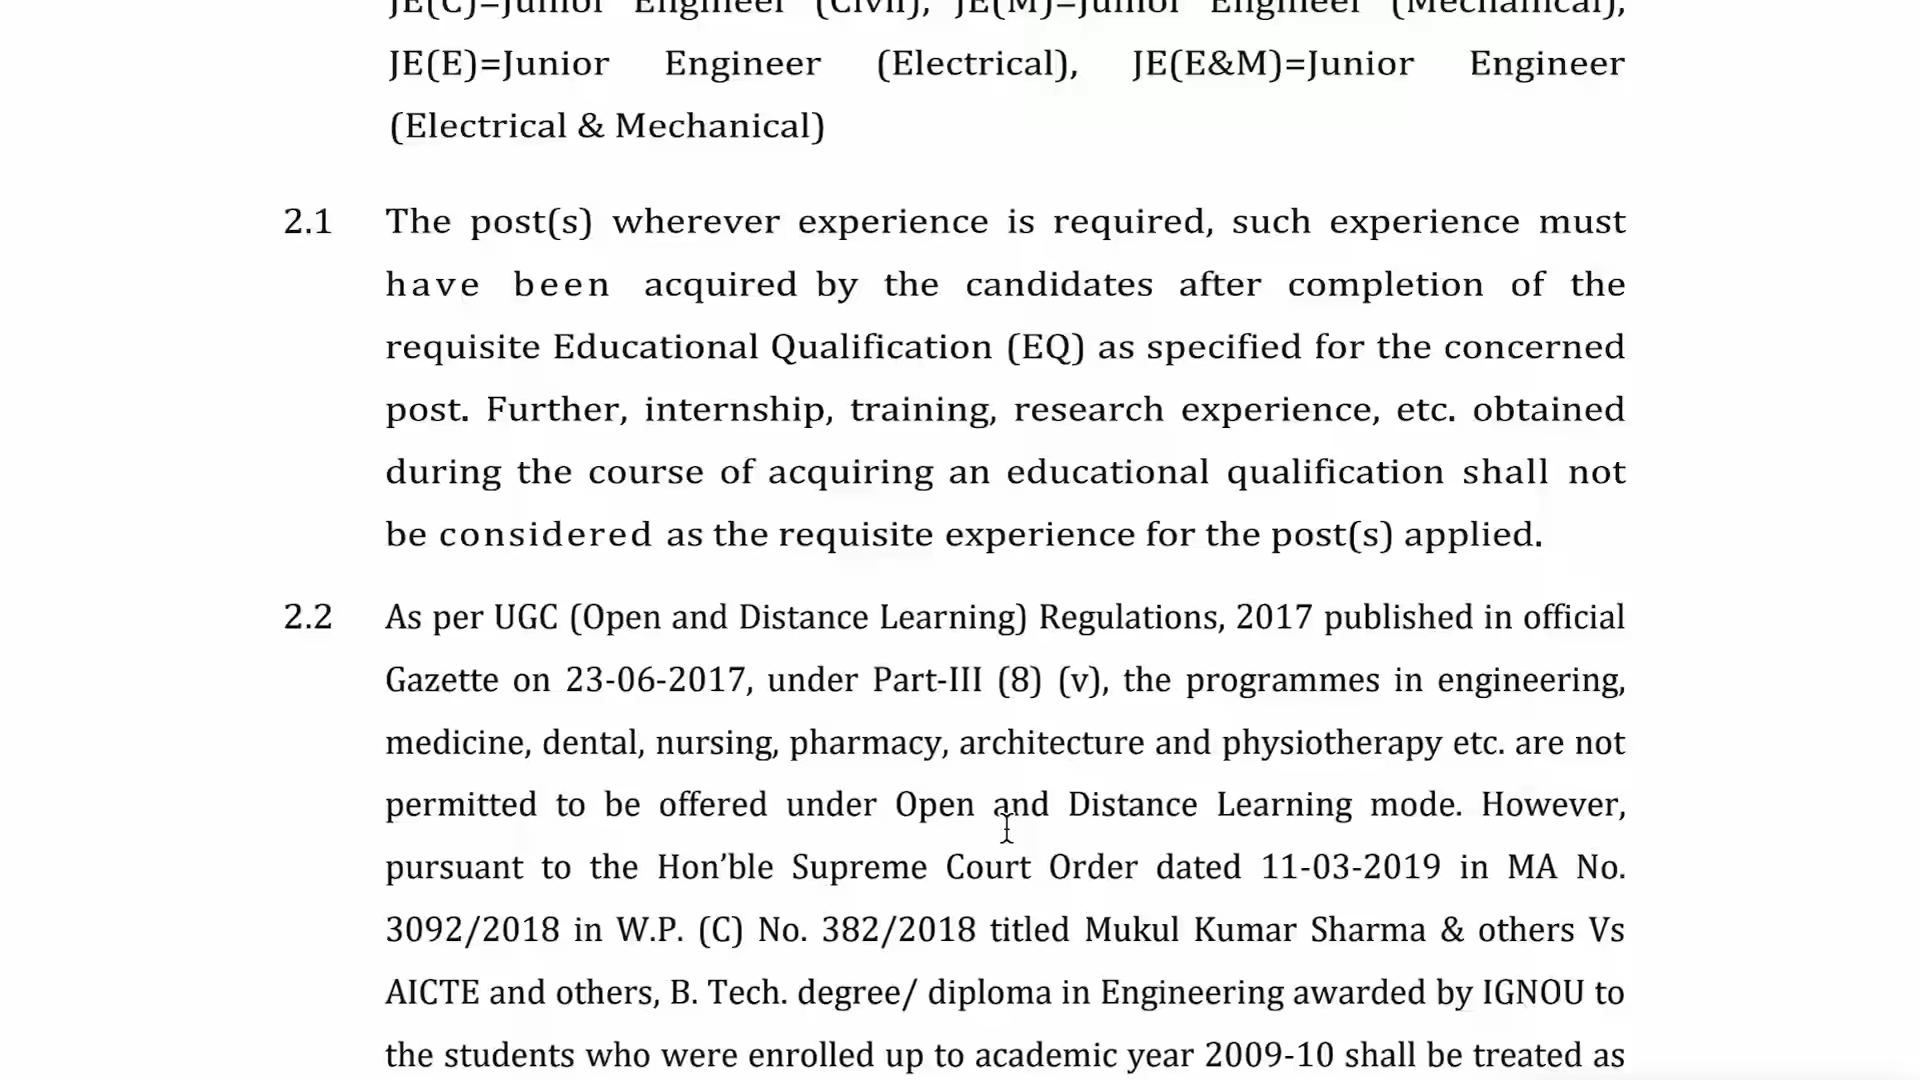 JE(C)=Junior Engineer (Civil), JE(M)=Junior Engineer (Mechanical),
JE(E)=Junior Engineer (Electrical), JE(E&M)=Junior Engineer
(Electrical & Mechanical)
2.1 The post(s) wherever experience is required, such experience must
have been acquired by the candidates after completion of the
requisite Educational Qualification (EQ) as specified for the concerned
post. Further, internship, training, research experience, etc. obtained
during the course of acquiring an educational qualification shall not
be considered as the requisite experience for the post(s) applied.
2.2 As per UGC (Open and Distance Learning) Regulations, 2017 published in official
Gazette on 23-06-2017, under Part-III (8) (v), the programmes in engineering,
medicine, dental, nursing, pharmacy, architecture and physiotherapy etc. are not
permitted to be offered under Open and Distance Learning mode. However,
pursuant to the Hon’ble Supreme Court Order dated 11-03-2019 in MA No.
3092/2018 in W.P. (C) No. 382/2018 titled Mukul Kumar Sharma & others Vs
AICTE and others, B. Tech. degree/ diploma in Engineering awarded by IGNOU to
the students who were enrolled up to academic year 2009-10 shall be treated as